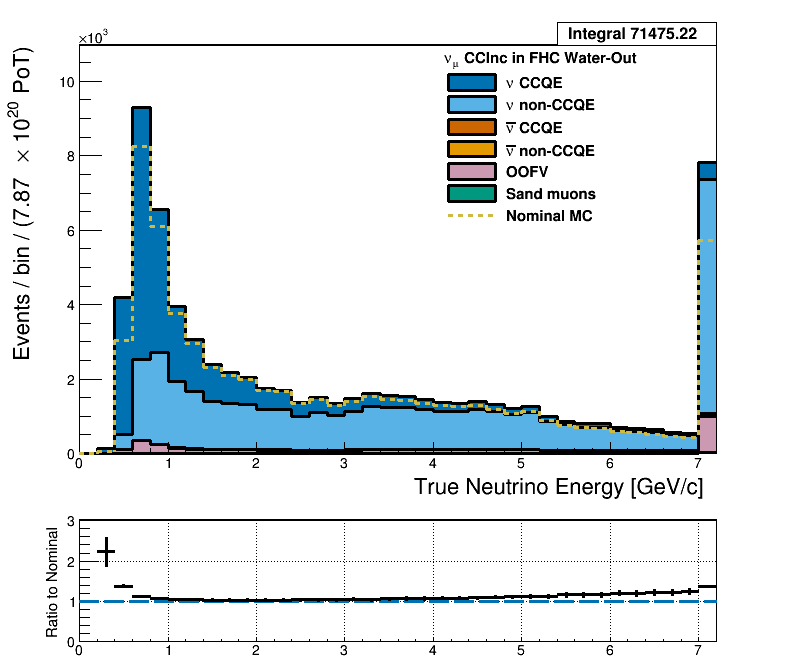 Integral 71475.22
×10³
ν_μ CCInc in FHC Water-Out
ν CCQE
ν non-CCQE
ν̅ CCQE
ν̅ non-CCQE
OOFV
Sand muons
Nominal MC
Events / bin / (7.87 × 10²⁰ PoT)
10
8
6
4
2
0
0 1 2 3 4 5 6 7
True Neutrino Energy [GeV/c]
Ratio to Nominal
3
2
1
0
0 1 2 3 4 5 6 7